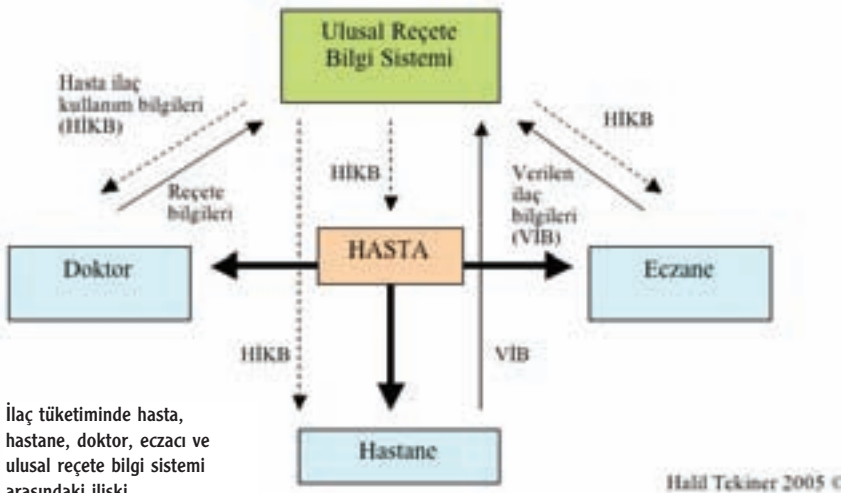 Ulusal Reçete
Bilgi Sistemi
Hasta ilaç
kullanım bilgileri
(HİKB)
HİKB
Reçete
bilgileri
HİKB
Verilen
ilaç
bilgileri
(VİB)
Doktor
HASTA
Eczane
HİKB
VİB
İlaç tüketiminde hasta,
hastane, doktor, eczacı ve
ulusal reçete bilgi sistemi
arasındaki ilişki
Hastane
Halil Tekiner 2005 ©